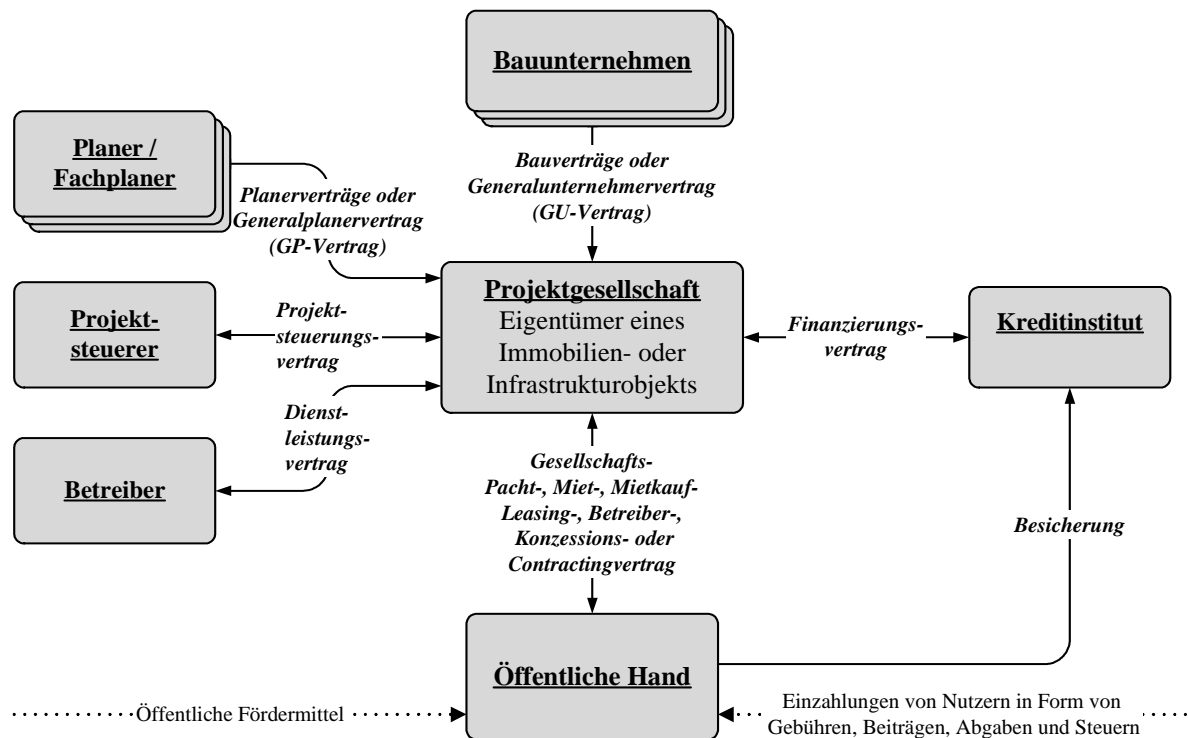 Bauunternehmen
Planer /
Fachplaner
Bauverträge oder
Generalunternehmervertrag
(GU-Vertrag)
Planerverträge oder
Generalplanervertrag
(GP-Vertrag)
Projekt-
steuerer
Projekt-
steuerungs-
vertrag
Projektgesellschaft
Eigentümer eines
Immobilien- oder
Infrastrukturobjekts
Finanzierungs-
vertrag
Kreditinstitut
Dienst-
leistungs-
vertrag
Betreiber
Gesellschafts-
Pacht-, Miet-, Mietkauf-
Leasing-, Betreiber-,
Konzessions- oder
Contractingvertrag
Besicherung
Öffentliche Hand
Öffentliche Fördermittel
Einzahlungen von Nutzern in Form von
Gebühren, Beiträgen, Abgaben und Steuern